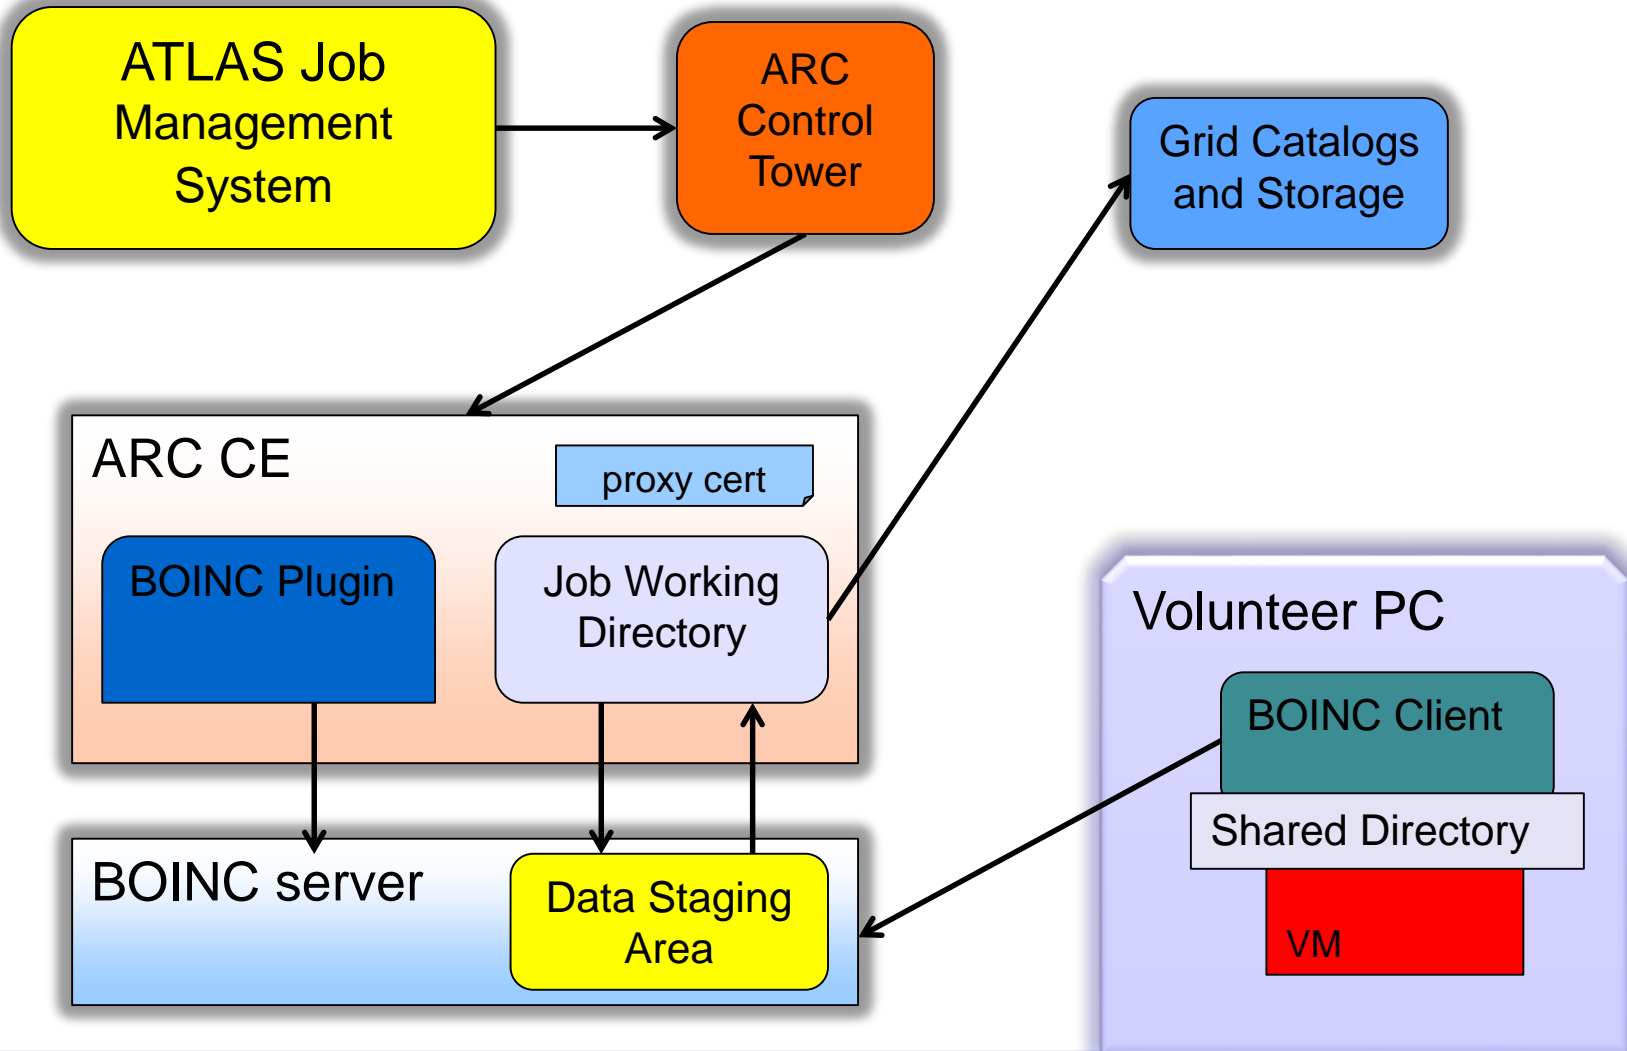 ATLAS Job
Management
System
ARC
Control
Tower
Grid Catalogs
and Storage
ARC CE
proxy cert
BOINC Plugin
Job Working
Directory
Volunteer PC
BOINC Client
Shared Directory
VM
BOINC server
Data Staging
Area